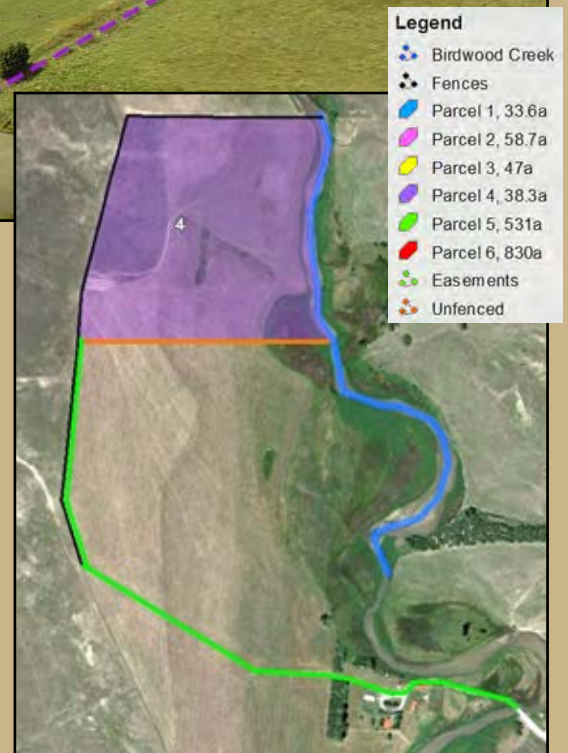 Legend
Birdwood Creek
Fences
Parcel 1, 33.6a
Parcel 2, 58.7a
Parcel 3, 47a
Parcel 4, 38.3a
Parcel 5, 531a
Parcel 6, 830a
Easements
Unfenced
4